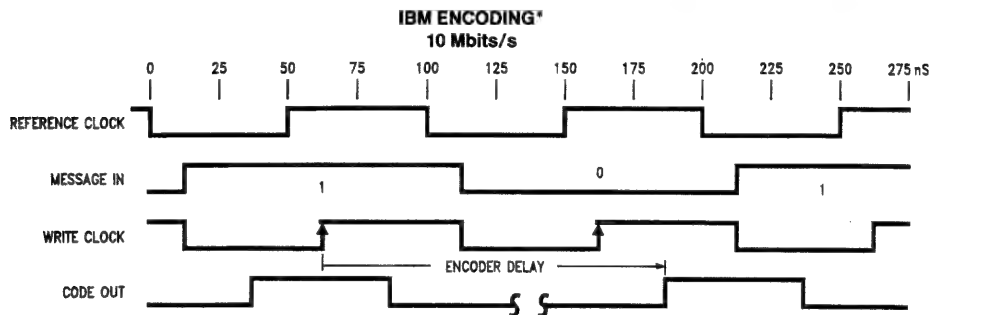 IBM ENCODING*
10 Mbits/s
0 25 50 75 100 125 150 175 200 225 250 275 nS
REFERENCE CLOCK
MESSAGE IN
1 0 1
WRITE CLOCK
ENCODER DELAY
CODE OUT